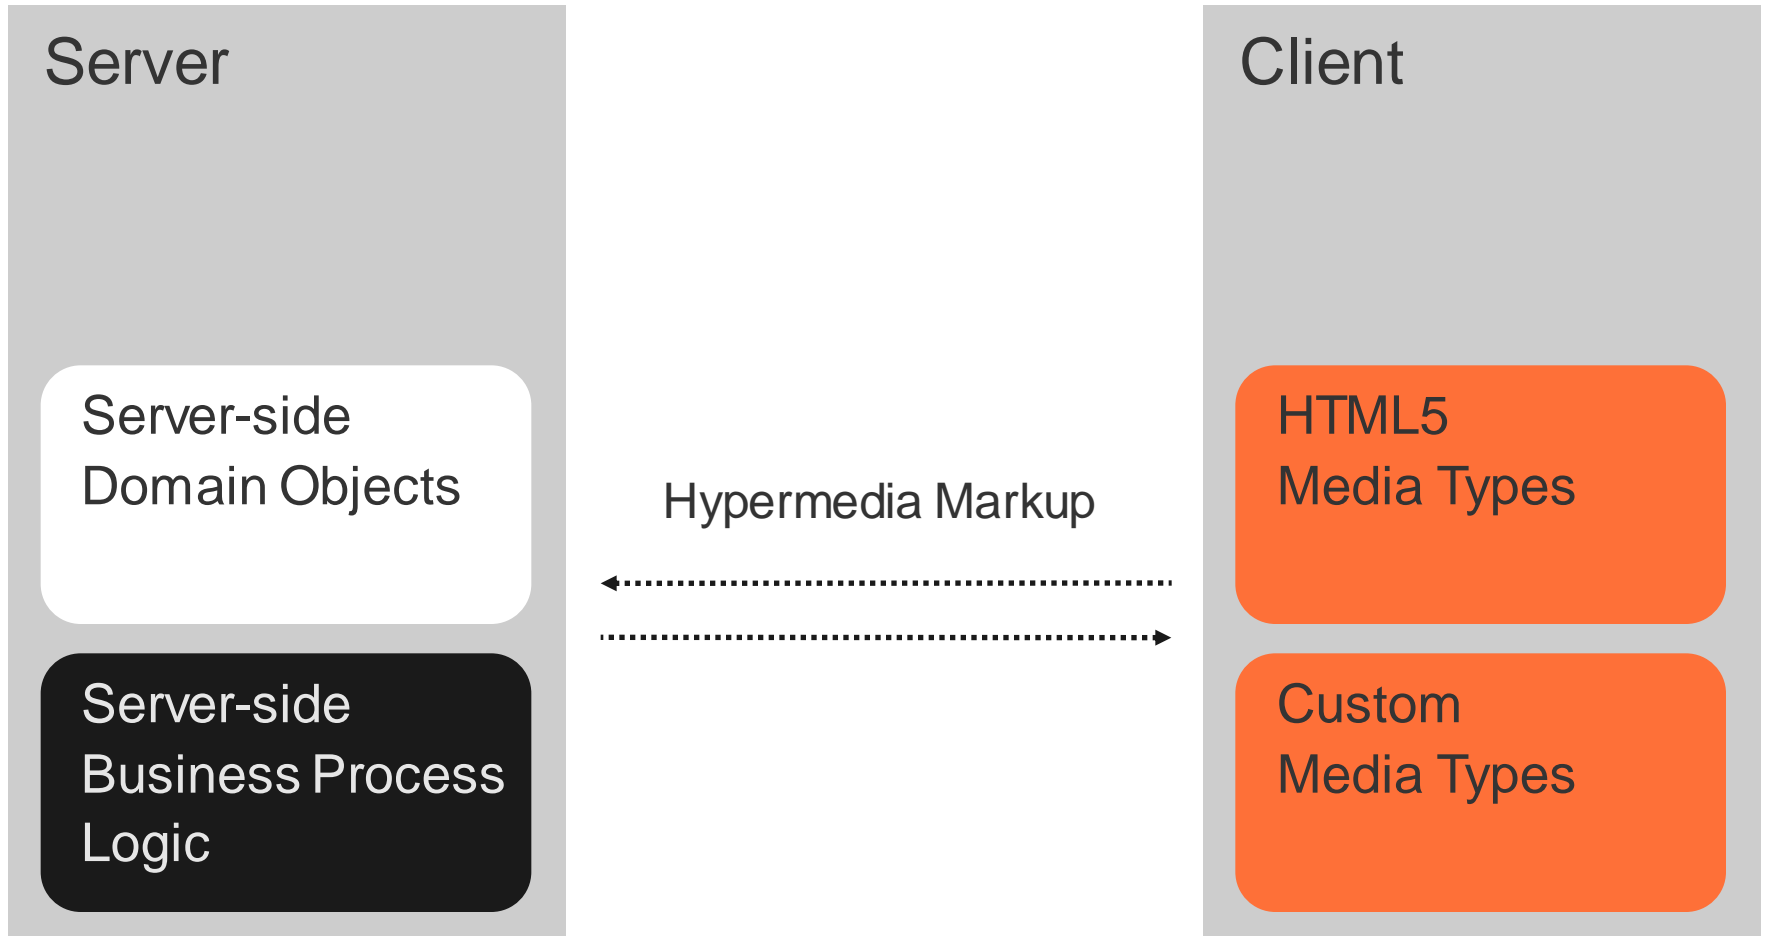 Server
Server-side
Domain Objects
Server-side
Business Process
Logic
Hypermedia Markup
Client
HTML5
Media Types
Custom
Media Types